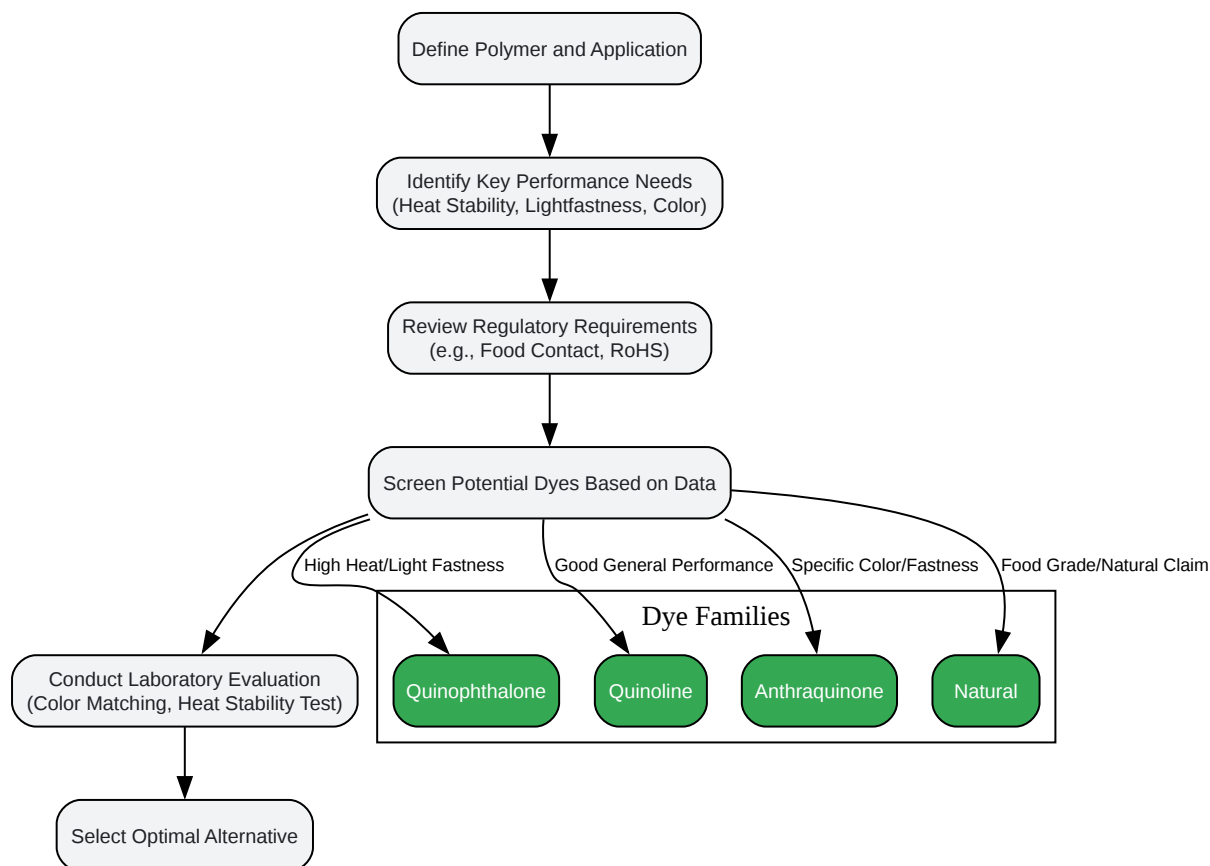 Define Polymer and Application
Identify Key Performance Needs
(Heat Stability, Lightfastness, Color)
Review Regulatory Requirements
(e.g., Food Contact, RoHS)
Screen Potential Dyes Based on Data
High Heat/Light Fastness
Good General Performance
Specific Color/Fastness
Food Grade/Natural Claim
Dye Families
Conduct Laboratory Evaluation
(Color Matching, Heat Stability Test)
Quinophthalone
Quinoline
Anthraquinone
Natural
Select Optimal Alternative